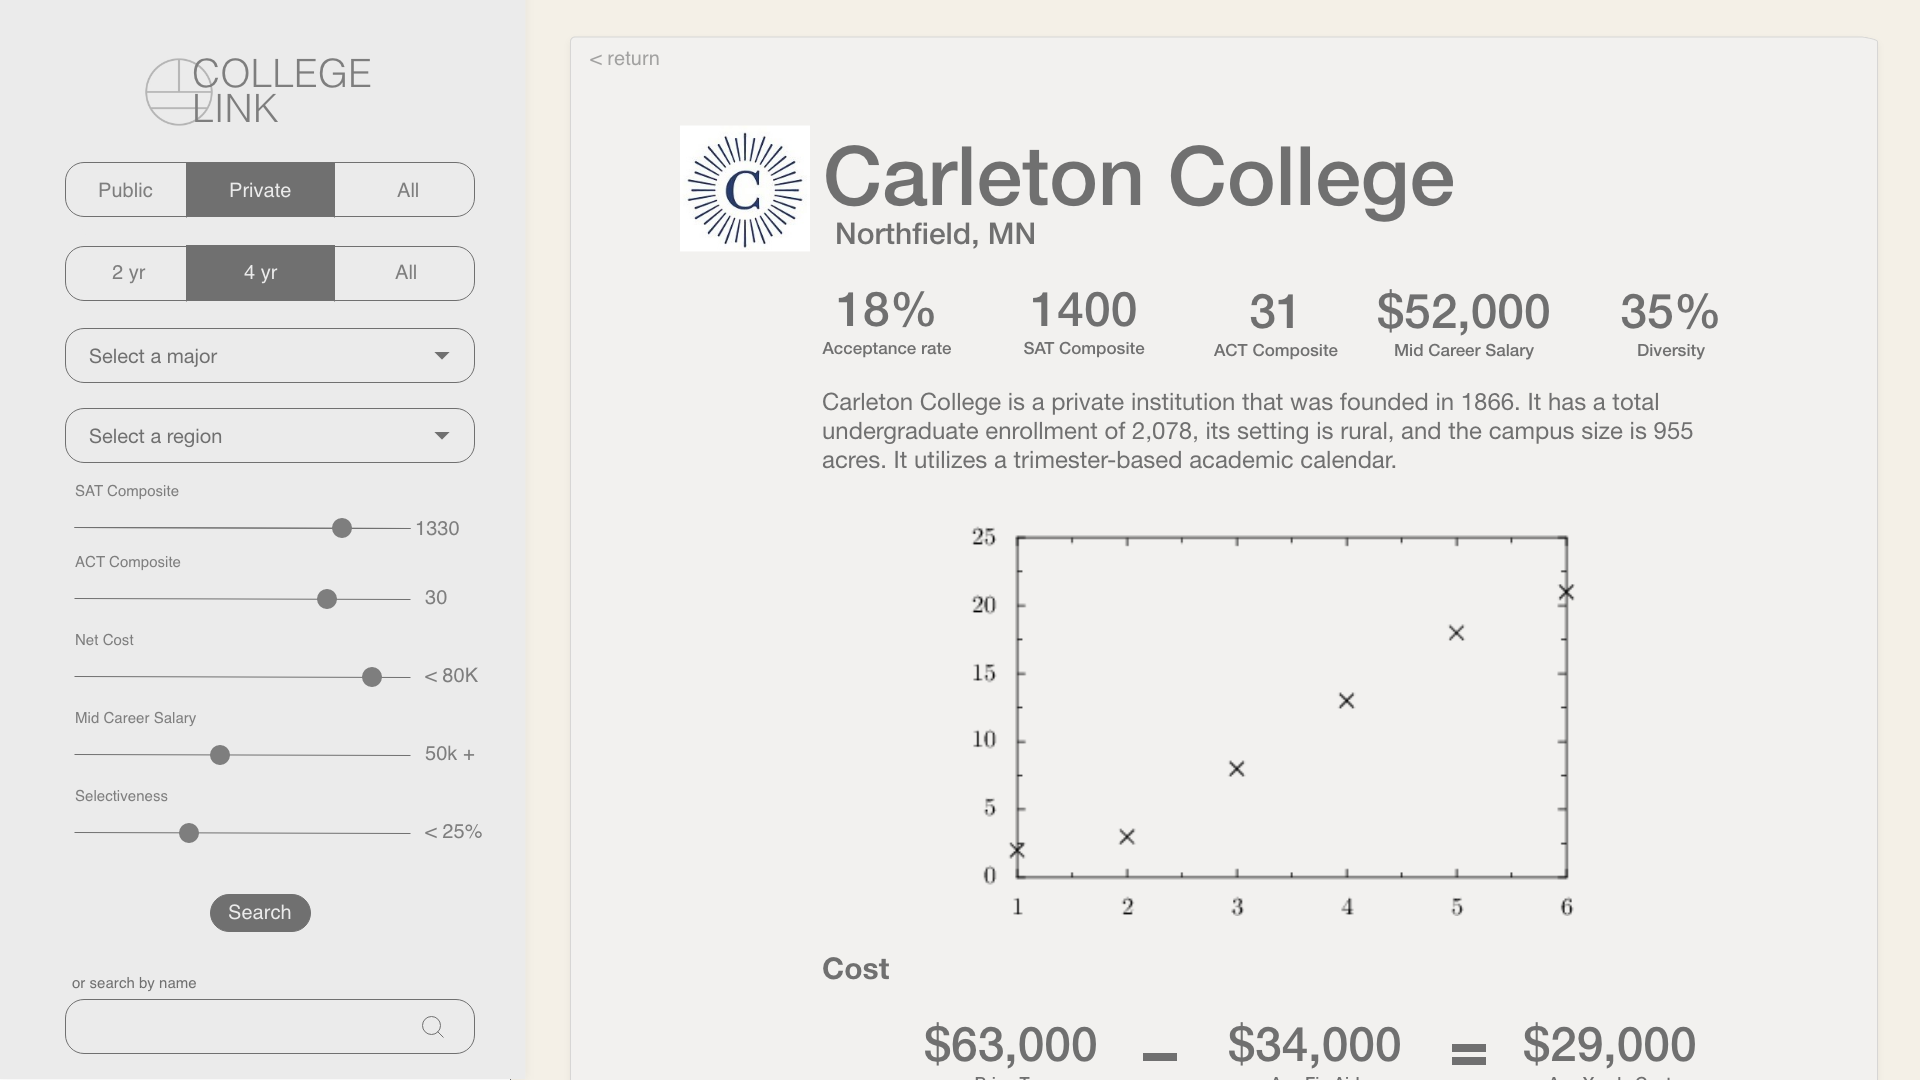 COLLEGE
LINK
Public Private All
2 yr 4 yr All
Select a major
Select a region
SAT Composite
1330
ACT Composite
30
Net Cost
< 80K
Mid Career Salary
50k +
Selectiveness
< 25%
Search
or search by name
< return
C
Carleton College
Northfield, MN
18% 1400 31 $52,000 35%
Acceptance rate SAT Composite ACT Composite Mid Career Salary Diversity
Carleton College is a private institution that was founded in 1866. It has a total
undergraduate enrollment of 2,078, its setting is rural, and the campus size is 955
acres. It utilizes a trimester-based academic calendar.
25
20
15
10
5
0
1 2 3 4 5 6
Cost
$63,000 – $34,000 = $29,000